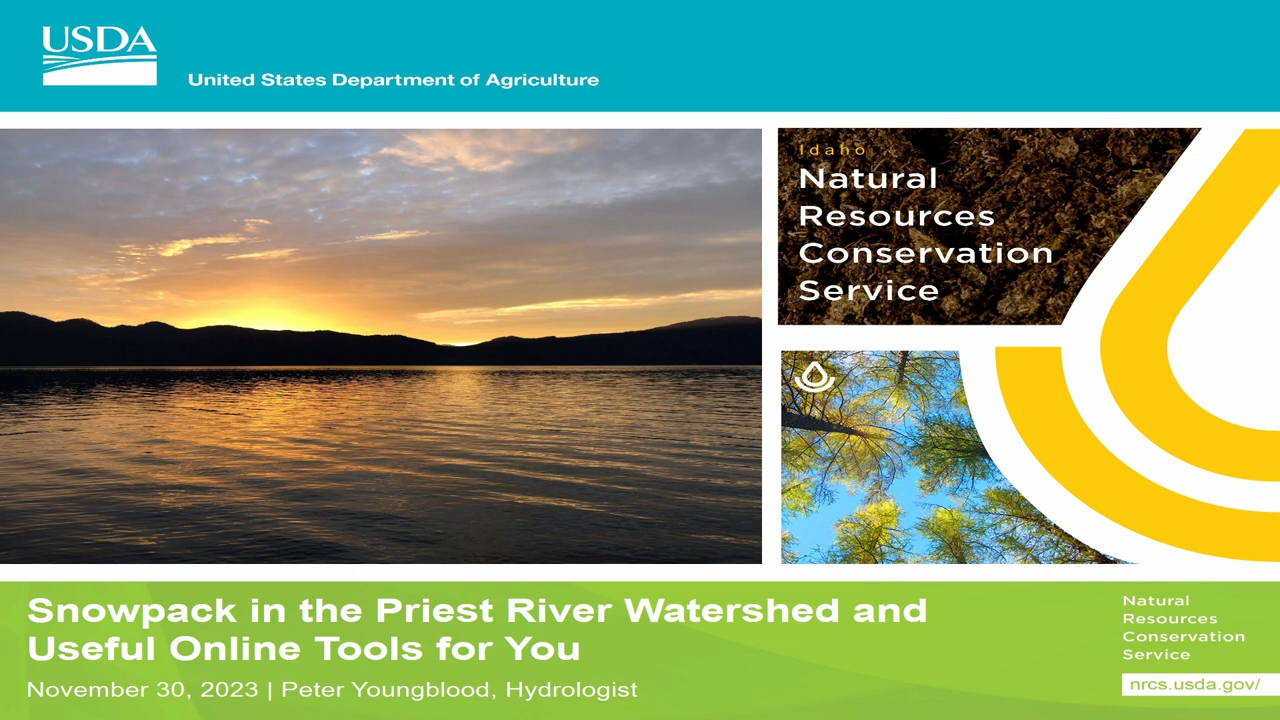 USDA
United States Department of Agriculture
Idaho
Natural
Resources
Conservation
Service
Snowpack in the Priest River Watershed and
Useful Online Tools for You
November 30, 2023 | Peter Youngblood, Hydrologist
Natural
Resources
Conservation
Service
nrcs.usda.gov/